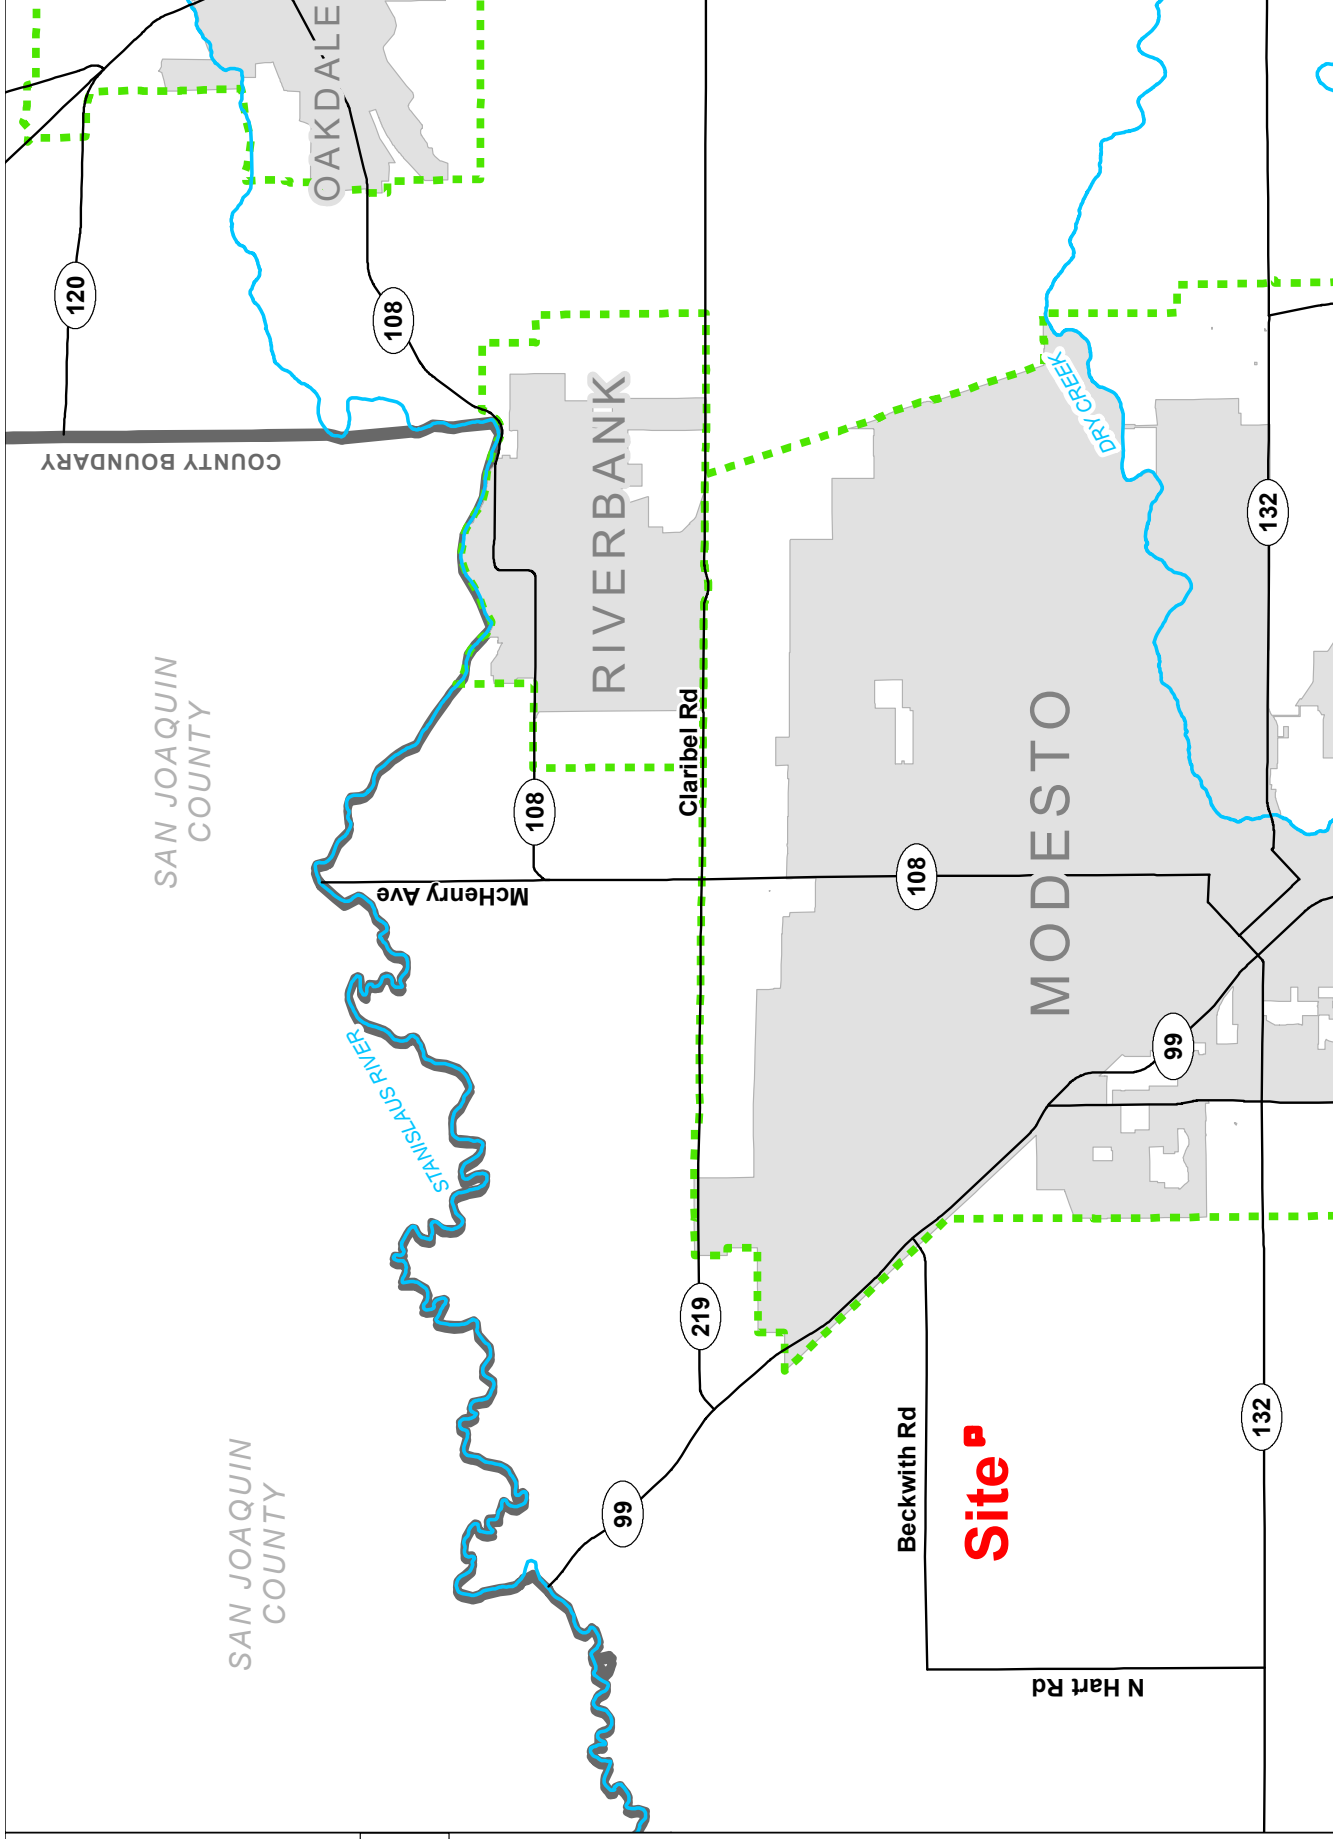 SAN JOAQUIN
COUNTY
SAN JOAQUIN
COUNTY
COUNTY BOUNDARY
120
108
OAKDALE
STANISLAUS RIVER
McHenry Ave
108
RIVERBANK
99
219
Claribel Rd
108
MODESTO
DRY CREEK
Beckwith Rd
Site
99
N Hart Rd
132
132